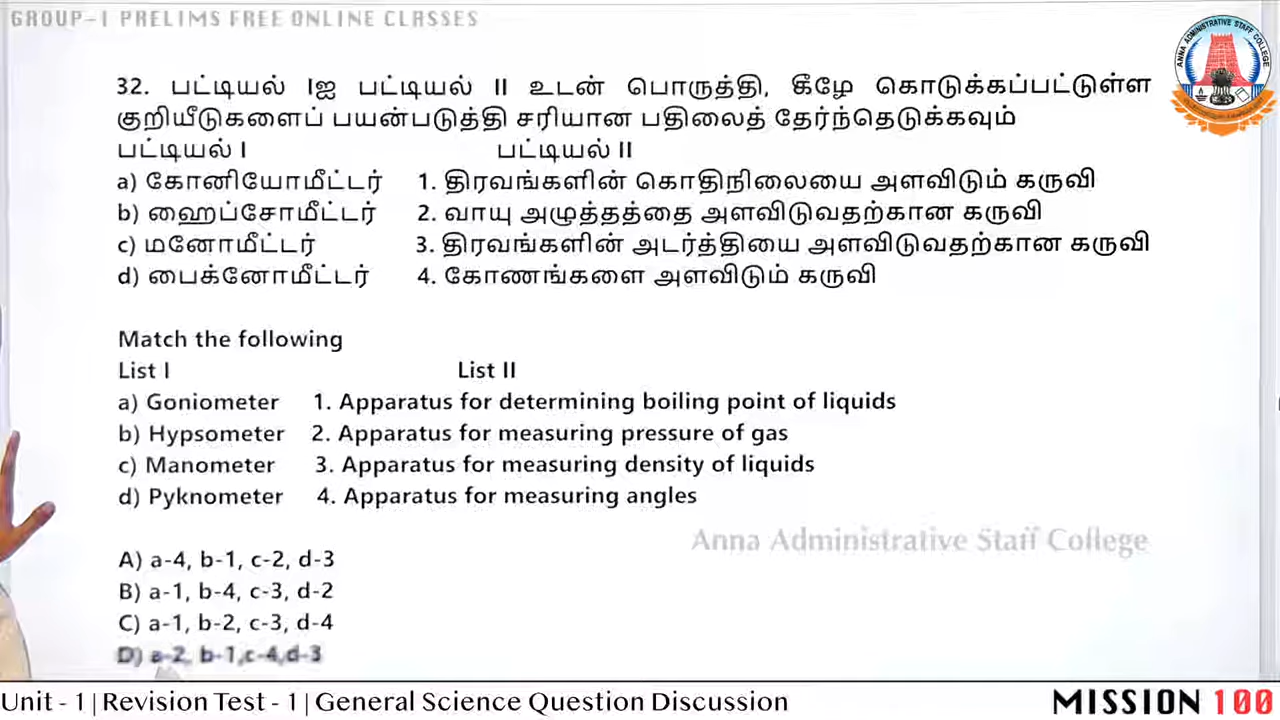 GROUP-I PRELIMS FREE ONLINE CLASSES
ANNA ADMINISTRATIVE STAFF COLLEGE
32. பட்டியல் Iஐ பட்டியல் II உடன் பொருத்தி, கீழே கொடுக்கப்பட்டுள்ள
குறியீடுகளைப் பயன்படுத்தி சரியான பதிலைத் தேர்ந்தெடுக்கவும்
பட்டியல் I பட்டியல் II
a) கோனியோமீட்டர் 1. திரவங்களின் கொதிநிலையை அளவிடும் கருவி
b) ஹைப்சோமீட்டர் 2. வாயு அழுத்தத்தை அளவிடுவதற்கான கருவி
c) மனோமீட்டர் 3. திரவங்களின் அடர்த்தியை அளவிடுவதற்கான கருவி
d) பைக்னோமீட்டர் 4. கோணங்களை அளவிடும் கருவி
Match the following
List I List II
a) Goniometer 1. Apparatus for determining boiling point of liquids
b) Hypsometer 2. Apparatus for measuring pressure of gas
c) Manometer 3. Apparatus for measuring density of liquids
d) Pyknometer 4. Apparatus for measuring angles
Anna Administrative Staff College
A) a-4, b-1, c-2, d-3
B) a-1, b-4, c-3, d-2
C) a-1, b-2, c-3, d-4
D) a-2, b-1,c-4,d-3
Unit - 1 | Revision Test - 1 | General Science Question Discussion
MISSION 100